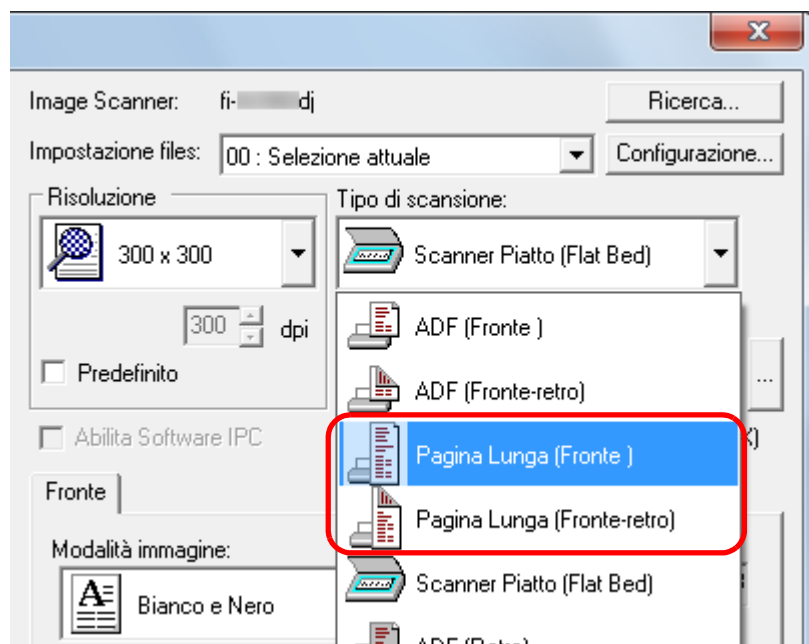 Image Scanner: fi- dj
Ricerca...
Impostazione files: 00 : Selezione attuale
Configurazione...
Risoluzione
Tipo di scansione:
300 x 300
Scanner Piatto (Flat Bed)
300 dpi
ADF (Fronte )
Predefinito
ADF (Fronte-retro)
...
Abilita Software IPC
Pagina Lunga (Fronte )
Fronte
Pagina Lunga (Fronte-retro)
Modalità immagine:
Scanner Piatto (Flat Bed)
Bianco e Nero
ADF (Retro)